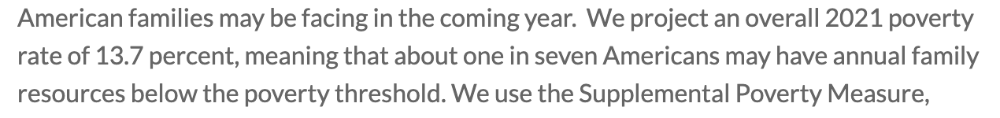 American families may be facing in the coming year.  We project an overall 2021 poverty
rate of 13.7 percent, meaning that about one in seven Americans may have annual family
resources below the poverty threshold. We use the Supplemental Poverty Measure,